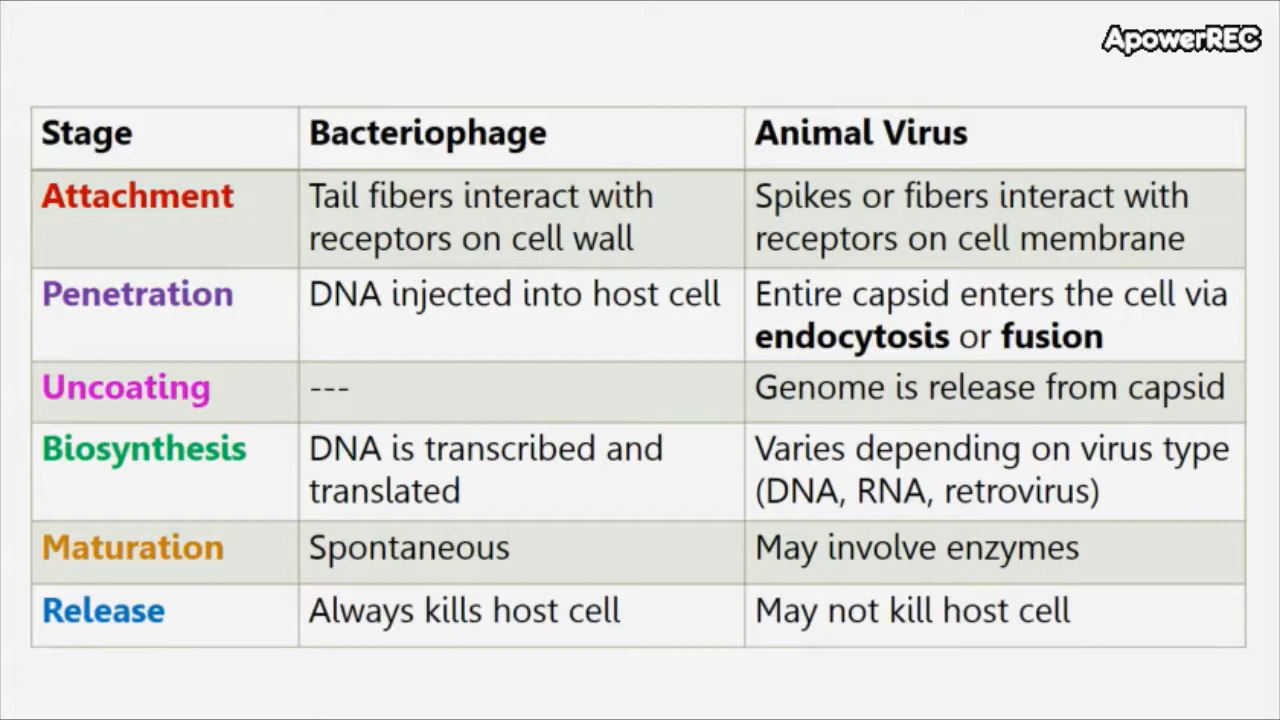 ApowerREC
Stage Bacteriophage Animal Virus
Attachment Tail fibers interact with Spikes or fibers interact with
receptors on cell wall receptors on cell membrane
Penetration DNA injected into host cell Entire capsid enters the cell via
endocytosis or fusion
Uncoating --- Genome is release from capsid
Biosynthesis DNA is transcribed and Varies depending on virus type
translated (DNA, RNA, retrovirus)
Maturation Spontaneous May involve enzymes
Release Always kills host cell May not kill host cell